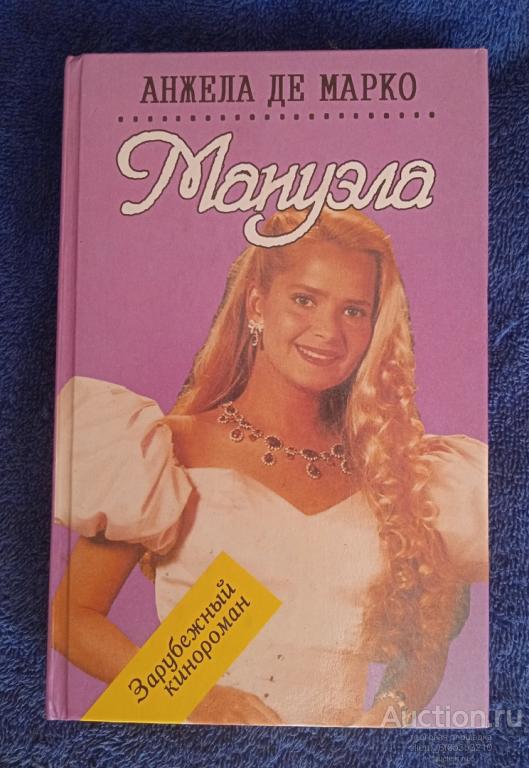 АНЖЕЛА ДЕ МАРКО
Мануэла
Зарубежный
кинороман
Auction.ru